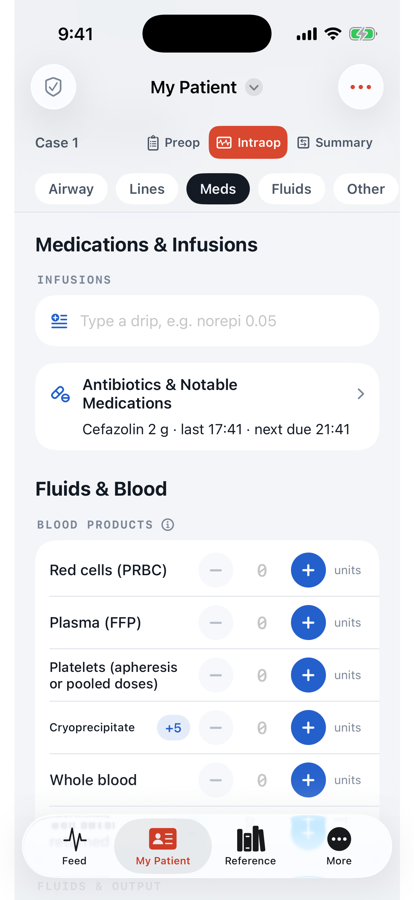 9:41
My Patient
Case 1
Preop
Intraop
Summary
Airway
Lines
Meds
Fluids
Other
Medications & Infusions
INFUSIONS
Type a drip, e.g. norepi 0.05
Antibiotics & Notable
Medications
Cefazolin 2 g · last 17:41 · next due 21:41
Fluids & Blood
BLOOD PRODUCTS
Red cells (PRBC) − 0 + units
Plasma (FFP) − 0 + units
Platelets (apheresis
or pooled doses) − 0 + units
Cryoprecipitate +5 − 0 + units
Whole blood − 0 + units
Feed
My Patient
Reference
More
FLUIDS & OUTPUT